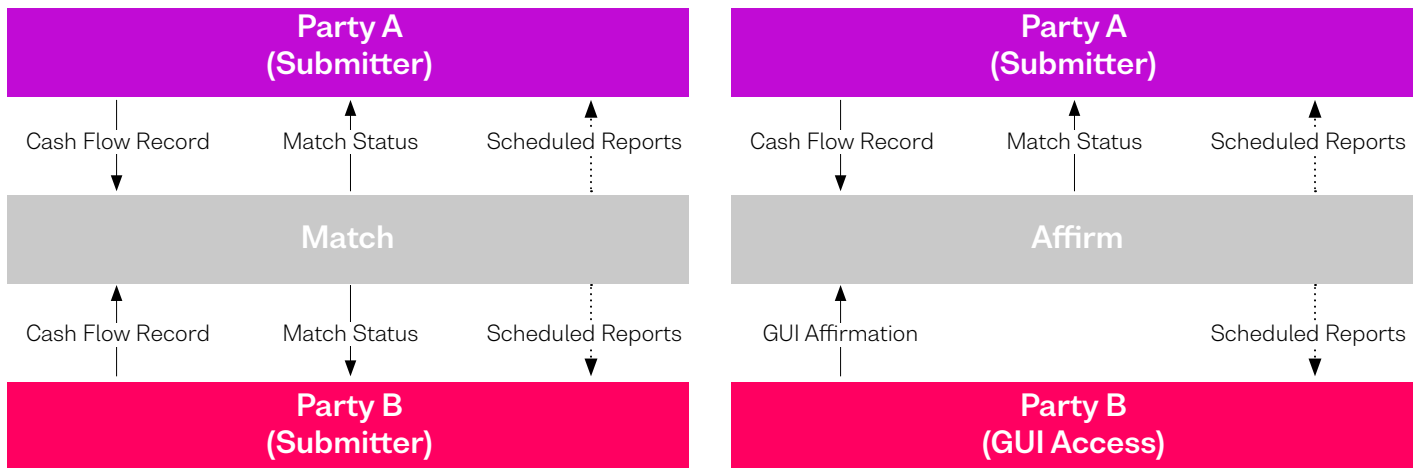 Party A
(Submitter)
Cash Flow Record
Match Status
Scheduled Reports
Match
Cash Flow Record
Match Status
Scheduled Reports
Party B
(Submitter)
Party A
(Submitter)
Cash Flow Record
Match Status
Scheduled Reports
Affirm
GUI Affirmation
Scheduled Reports
Party B
(GUI Access)